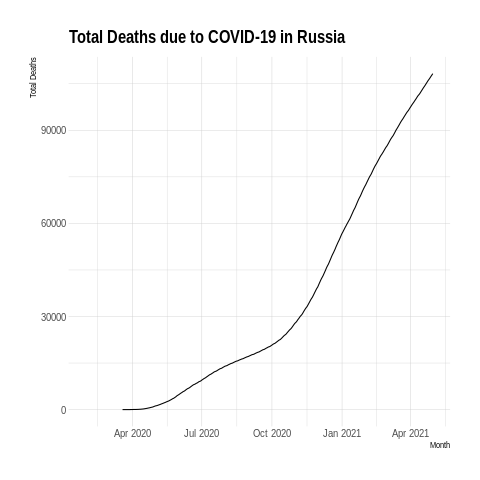 Total Deaths due to COVID-19 in Russia
Total Deaths
90000
60000
30000
0
Apr 2020
Jul 2020
Oct 2020
Jan 2021
Apr 2021
Month